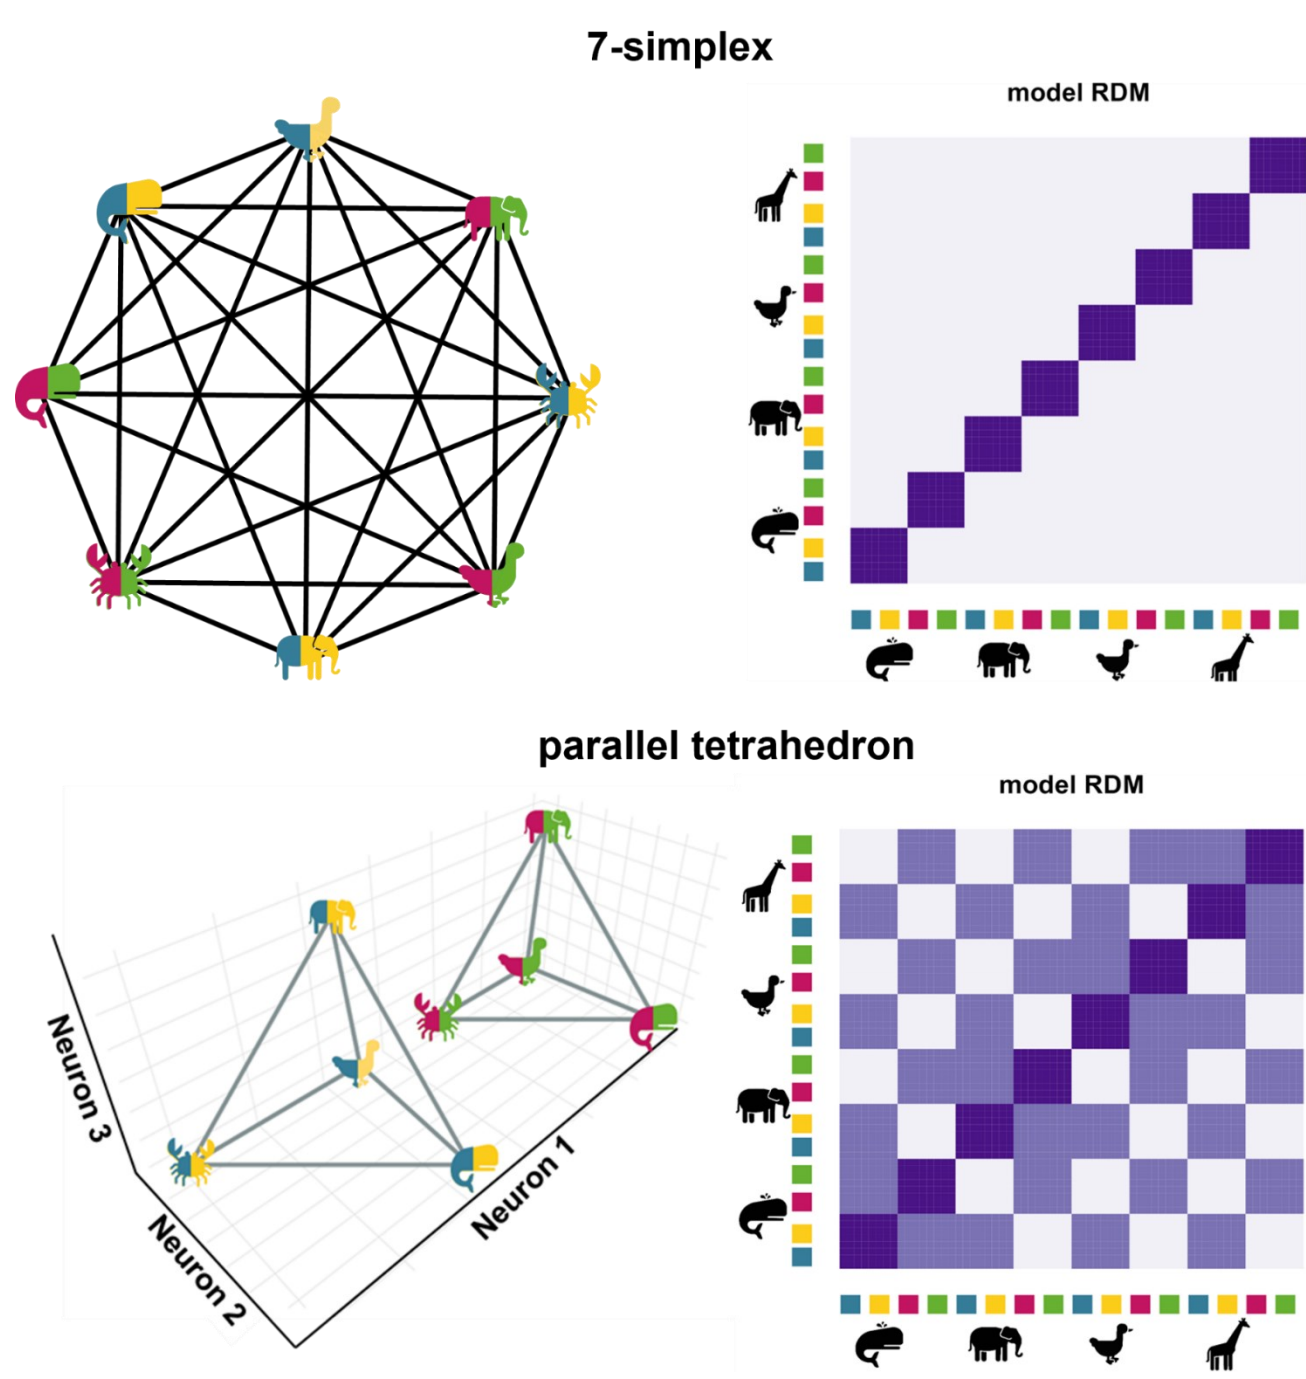 7-simplex
model RDM
parallel tetrahedron
model RDM
Neuron 3
Neuron 2
Neuron 1